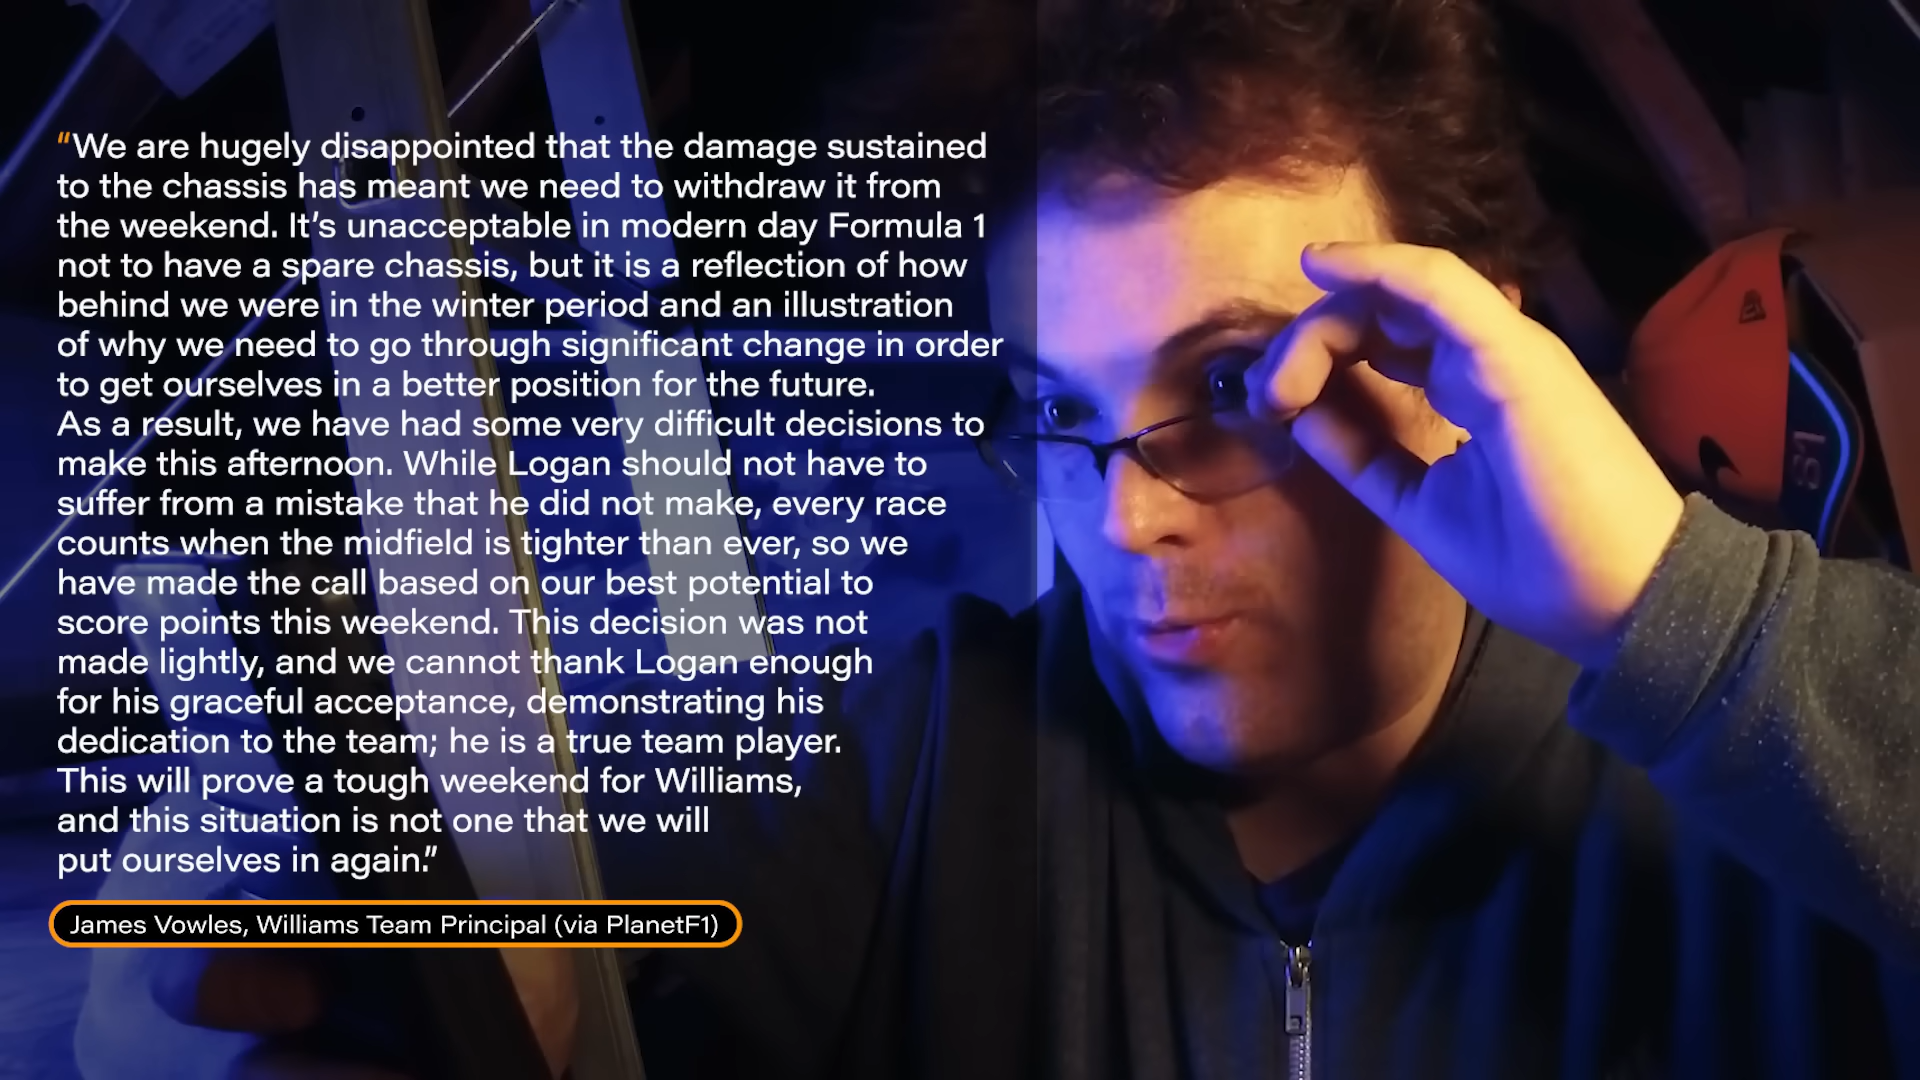 “We are hugely disappointed that the damage sustained
to the chassis has meant we need to withdraw it from
the weekend. It’s unacceptable in modern day Formula 1
not to have a spare chassis, but it is a reflection of how
behind we were in the winter period and an illustration
of why we need to go through significant change in order
to get ourselves in a better position for the future.
As a result, we have had some very difficult decisions to
make this afternoon. While Logan should not have to
suffer from a mistake that he did not make, every race
counts when the midfield is tighter than ever, so we
have made the call based on our best potential to
score points this weekend. This decision was not
made lightly, and we cannot thank Logan enough
for his graceful acceptance, demonstrating his
dedication to the team; he is a true team player.
This will prove a tough weekend for Williams,
and this situation is not one that we will
put ourselves in again.”
James Vowles, Williams Team Principal (via PlanetF1)